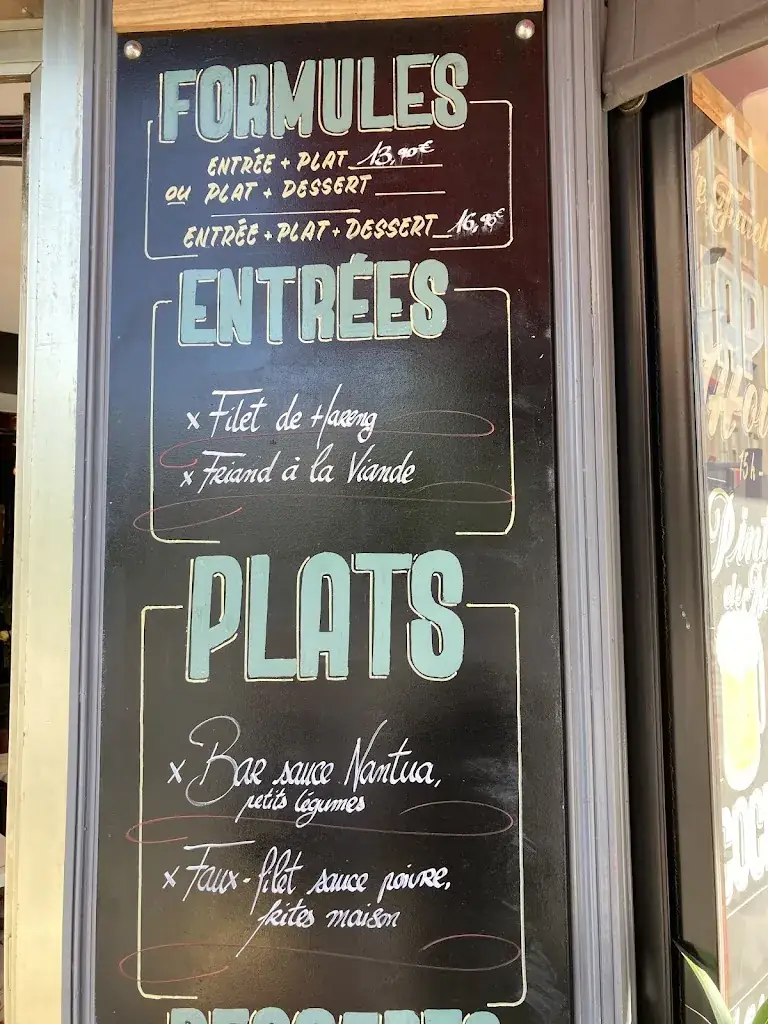 FORMULES
ENTRÉE + PLAT 13,90€
OU PLAT + DESSERT
ENTRÉE + PLAT + DESSERT 16,90€
ENTRÉES
x Filet de Hareng
x Friand à la Viande
PLATS
x Bar sauce Nantua,
petits légumes
x Faux-filet sauce poivre,
frites maison
DESSERTS